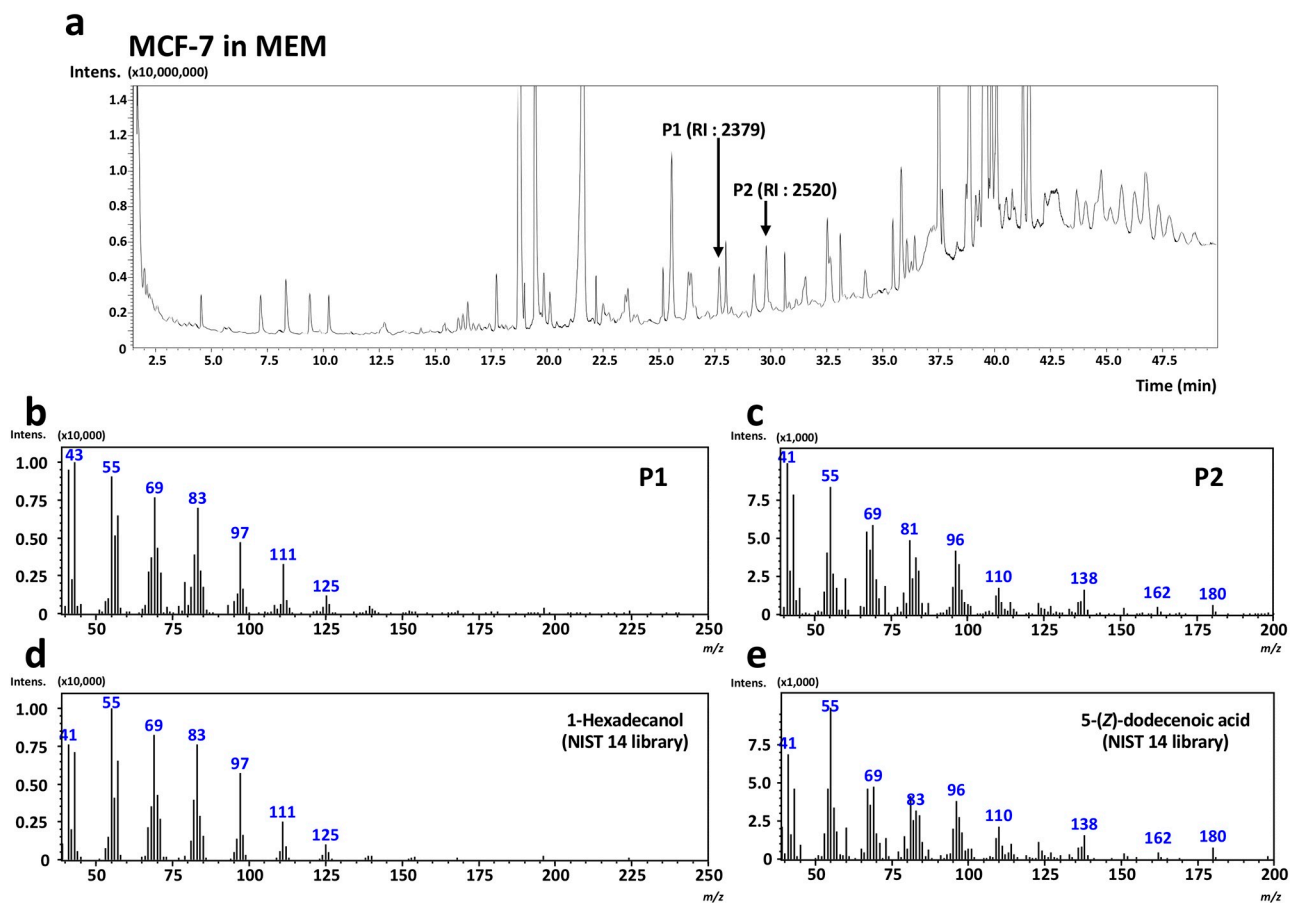 a
MCF-7 in MEM
Intens. (x10,000,000)
1.4
1.2
1.0
0.8
0.6
0.4
0.2
0
P1 (RI : 2379)
P2 (RI : 2520)
2.5 5.0 7.5 10.0 12.5 15.0 17.5 20.0 22.5 25.0 27.5 30.0 32.5 35.0 37.5 40.0 42.5 45.0 47.5
Time (min)
b
Intens. (x10,000)
P1
1.00
0.75
0.50
0.25
0
43
55
69
83
97
111
125
50 75 100 125 150 175 200 225 250
m/z
c
Intens. (x1,000)
P2
7.5
5.0
2.5
0
41
55
69
81
96
110
138
162
180
50 75 100 125 150 175 200
m/z
d
Intens. (x10,000)
1-Hexadecanol
(NIST 14 library)
1.00
0.75
0.50
0.25
0
41
55
69
83
97
111
125
50 75 100 125 150 175 200 225 250
m/z
e
Intens. (x1,000)
5-(Z)-dodecenoic acid
(NIST 14 library)
7.5
5.0
2.5
0
41
55
69
83
96
110
138
162
180
50 75 100 125 150 175 200
m/z